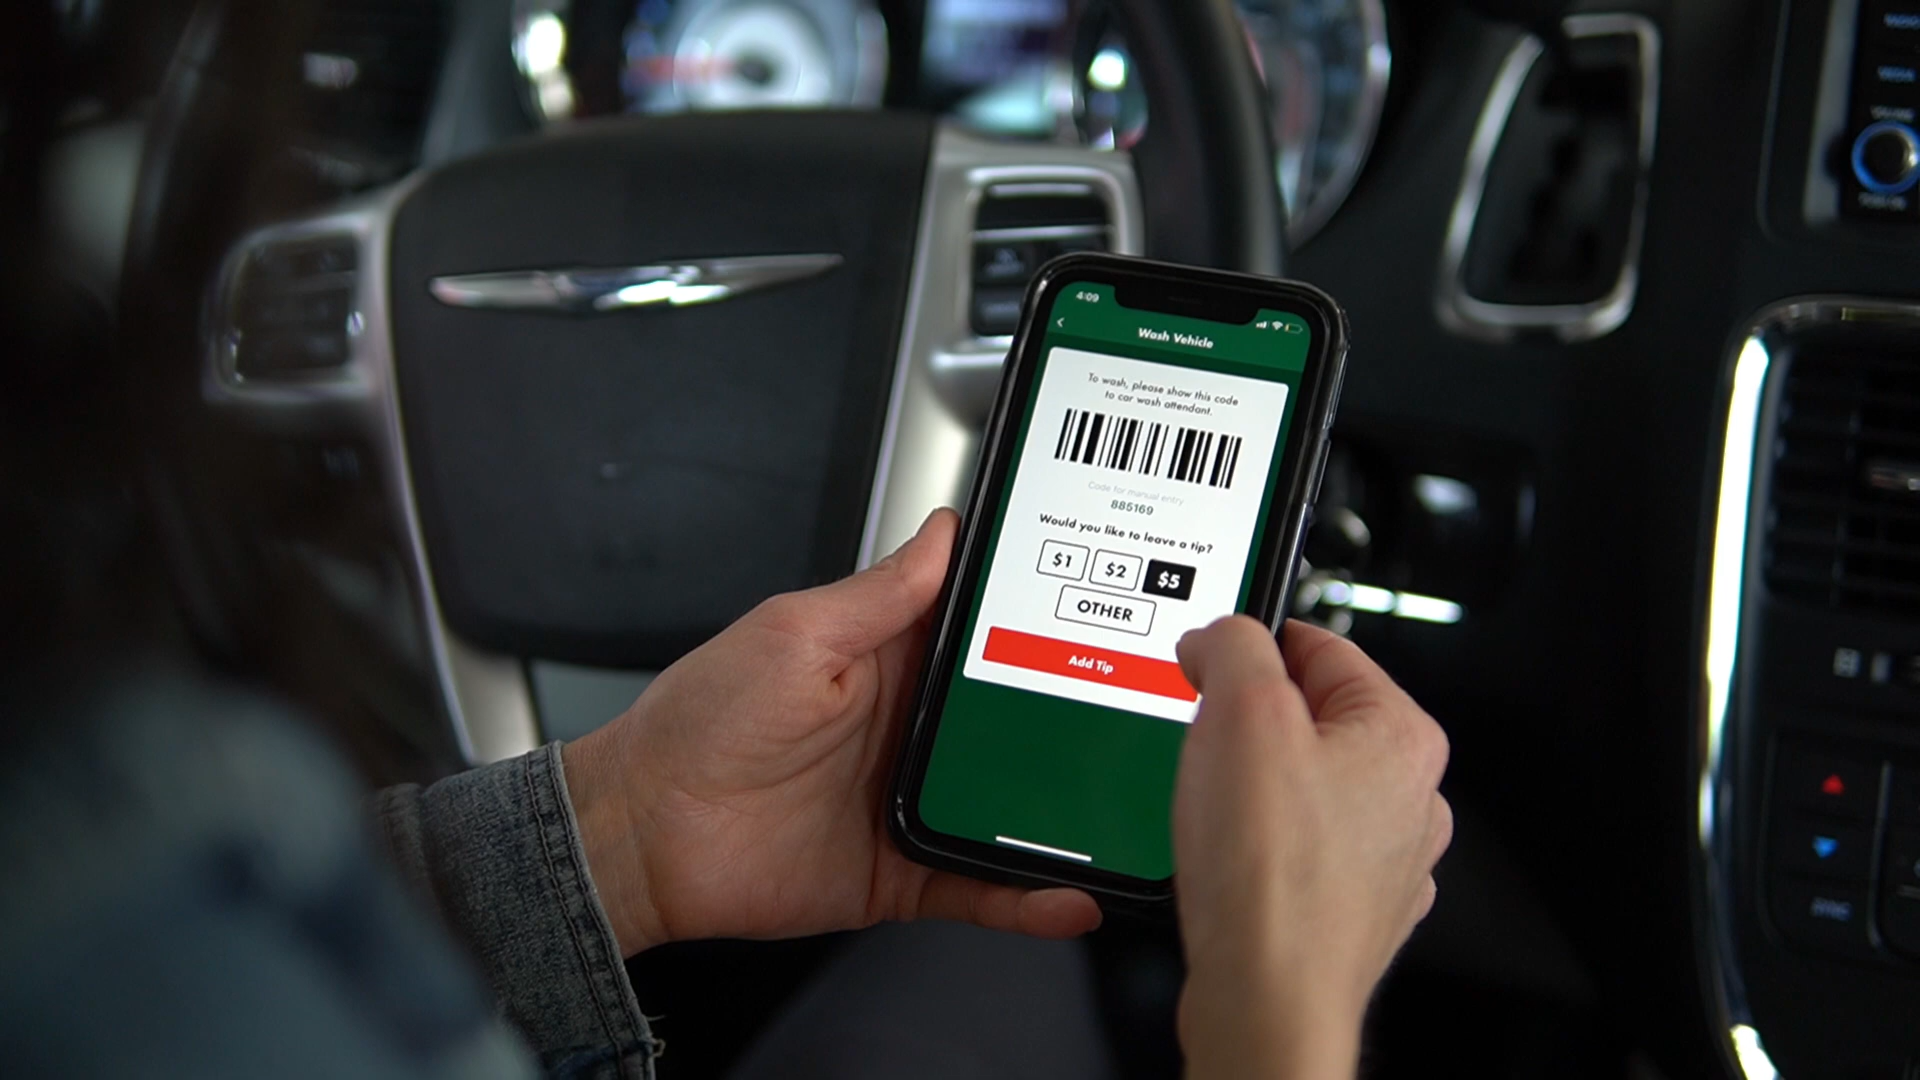 4:09
Wash Vehicle
To wash, please show this code
to car wash attendant.
Code for manual entry
885169
Would you like to leave a tip?
$1 $2 $5
OTHER
Add Tip
SYNC